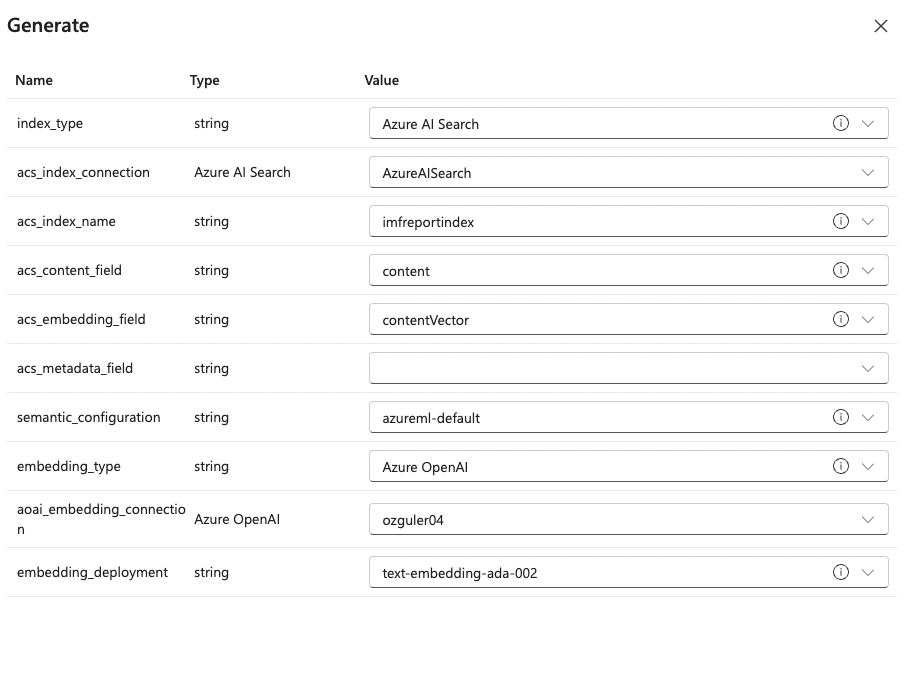 Generate
Name Type Value
index_type string Azure AI Search
acs_index_connection Azure AI Search AzureAISearch
acs_index_name string imfreportindex
acs_content_field string content
acs_embedding_field string contentVector
acs_metadata_field string
semantic_configuration string azureml-default
embedding_type string Azure OpenAI
aoai_embedding_connectio
n Azure OpenAI ozguler04
embedding_deployment string text-embedding-ada-002